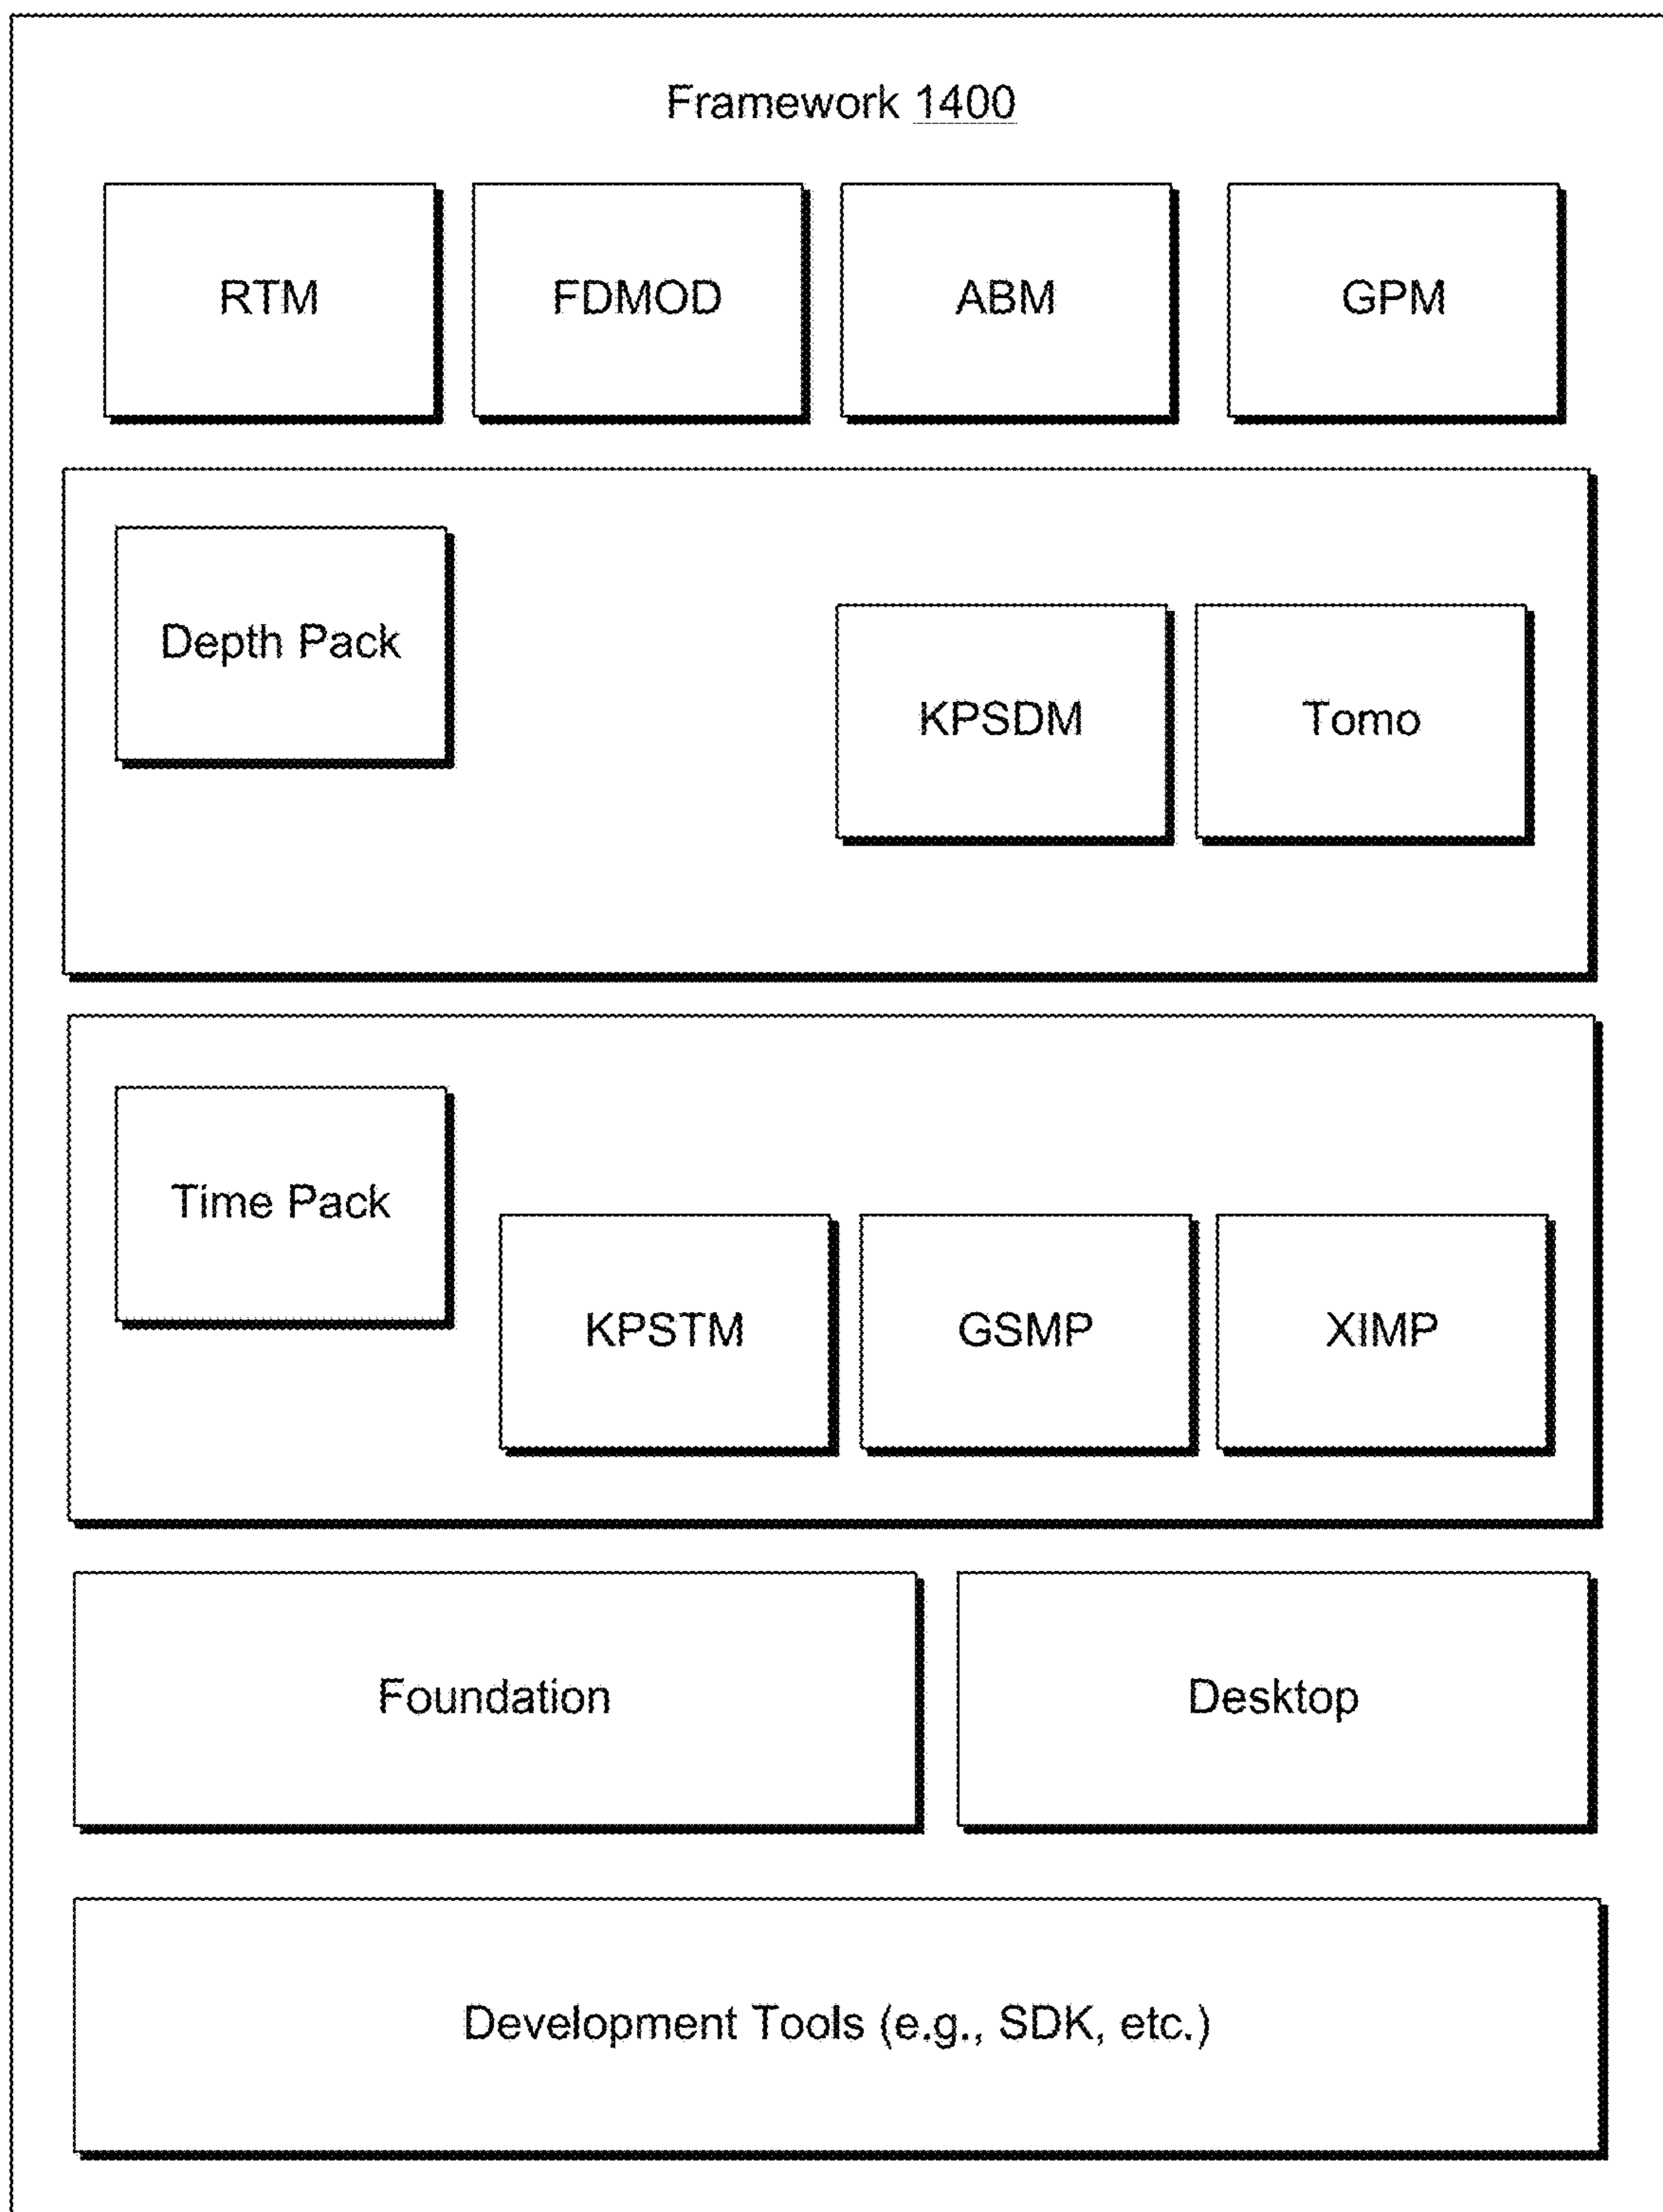 Framework 1400
RTM
FDMOD
ABM
GPM
Depth Pack
KPSDM
Tomo
Time Pack
KPSTM
GSMP
XIMP
Foundation
Desktop
Development Tools (e.g., SDK, etc.)